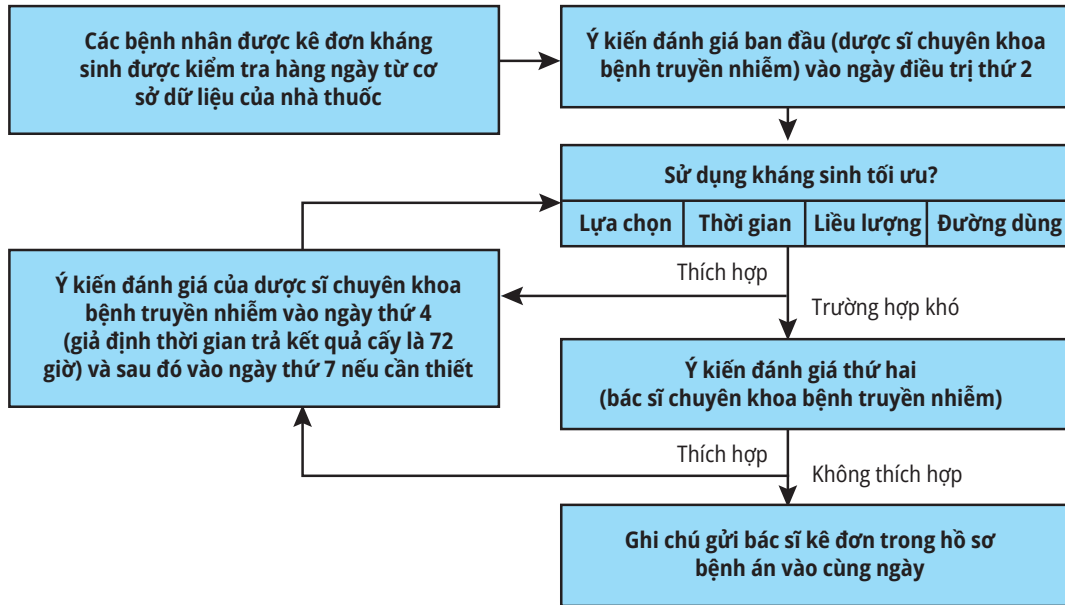 Các bệnh nhân được kê đơn kháng
sinh được kiểm tra hàng ngày từ cơ
sở dữ liệu của nhà thuốc
Ý kiến đánh giá ban đầu (dược sĩ chuyên khoa
bệnh truyền nhiễm) vào ngày điều trị thứ 2
Sử dụng kháng sinh tối ưu?
Lựa chọn
Thời gian
Liều lượng
Đường dùng
Thích hợp
Trường hợp khó
Ý kiến đánh giá của dược sĩ chuyên khoa
bệnh truyền nhiễm vào ngày thứ 4
(giả định thời gian trả kết quả cấy là 72
giờ) và sau đó vào ngày thứ 7 nếu cần thiết
Ý kiến đánh giá thứ hai
(bác sĩ chuyên khoa bệnh truyền nhiễm)
Thích hợp
Không thích hợp
Ghi chú gửi bác sĩ kê đơn trong hồ sơ
bệnh án vào cùng ngày